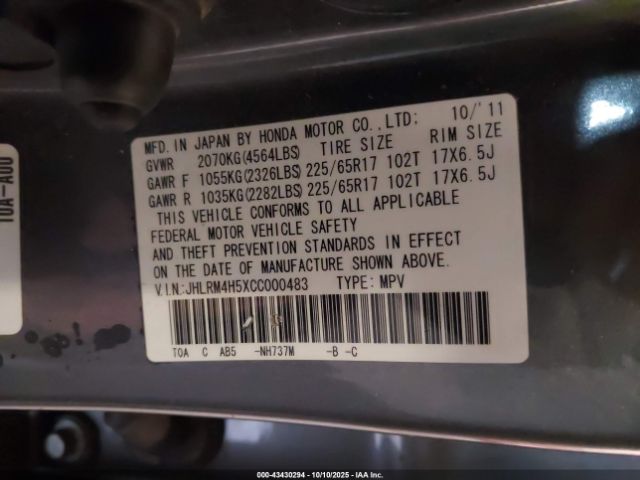 MFD. IN JAPAN BY HONDA MOTOR CO.,LTD: 10/'11
GVWR 2070KG(4564LBS) TIRE SIZE RIM SIZE
GAWR F 1055KG(2326LBS) 225/65R17 102T 17X6.5J
GAWR R 1035KG(2282LBS) 225/65R17 102T 17X6.5J
THIS VEHICLE CONFORMS TO ALL APPLICABLE
FEDERAL MOTOR VEHICLE SAFETY
AND THEFT PREVENTION STANDARDS IN EFFECT
ON THE DATE OF MANUFACTURE SHOWN ABOVE.
V.I.N:JHLRM4H5XCC000483 TYPE: MPV
TOA C AB5 -NH737M -B -C
TOA-A00
000-43430294 - 10/10/2025 - IAA Inc.